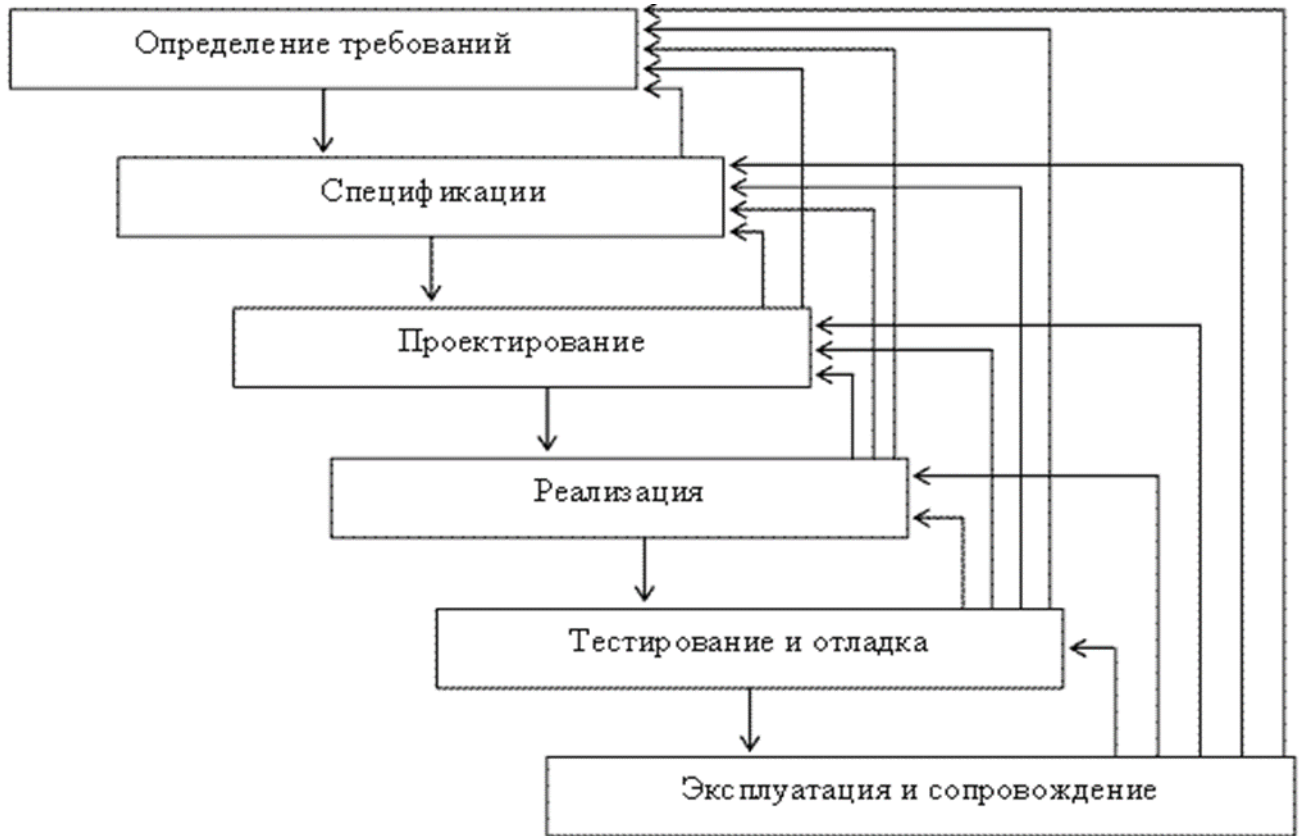 Определение требований
Спецификации
Проектирование
Реализация
Тестирование и отладка
Эксплуатация и сопровождение